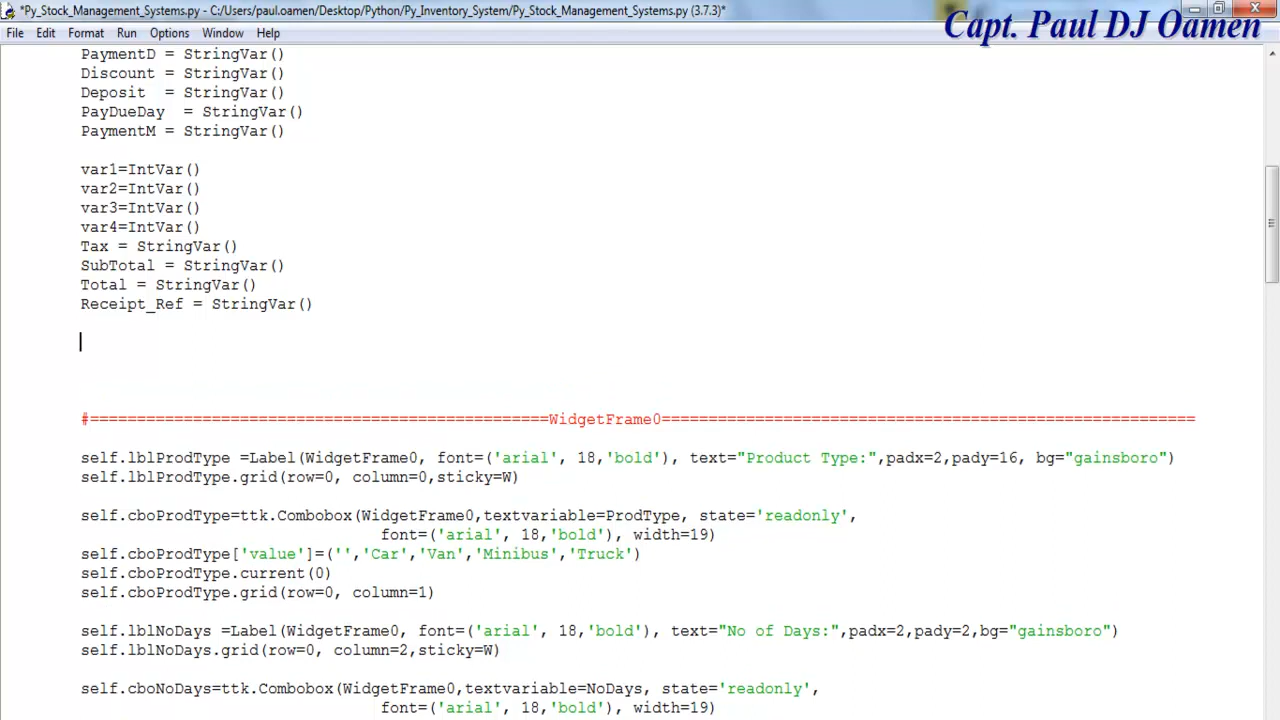 *Py_Stock_Management_Systems.py - C:/Users/paul.oamen/Desktop/Python/Py_Inventory_System/Py_Stock_Management_Systems.py (3.7.3)*
Capt. Paul DJ Oamen
File Edit Format Run Options Window Help
PaymentD = StringVar()
Discount = StringVar()
Deposit  = StringVar()
PayDueDay  = StringVar()
PaymentM = StringVar()
var1=IntVar()
var2=IntVar()
var3=IntVar()
var4=IntVar()
Tax = StringVar()
SubTotal = StringVar()
Total = StringVar()
Receipt_Ref = StringVar()
#=================================================WidgetFrame0=========================================================
self.lblProdType =Label(WidgetFrame0, font=('arial', 18,'bold'), text="Product Type:",padx=2,pady=16, bg="gainsboro")
self.lblProdType.grid(row=0, column=0,sticky=W)
self.cboProdType=ttk.Combobox(WidgetFrame0,textvariable=ProdType, state='readonly',
font=('arial', 18,'bold'), width=19)
self.cboProdType['value']=('','Car','Van','Minibus','Truck')
self.cboProdType.current(0)
self.cboProdType.grid(row=0, column=1)
self.lblNoDays =Label(WidgetFrame0, font=('arial', 18,'bold'), text="No of Days:",padx=2,pady=2,bg="gainsboro")
self.lblNoDays.grid(row=0, column=2,sticky=W)
self.cboNoDays=ttk.Combobox(WidgetFrame0,textvariable=NoDays, state='readonly',
font=('arial', 18,'bold'), width=19)